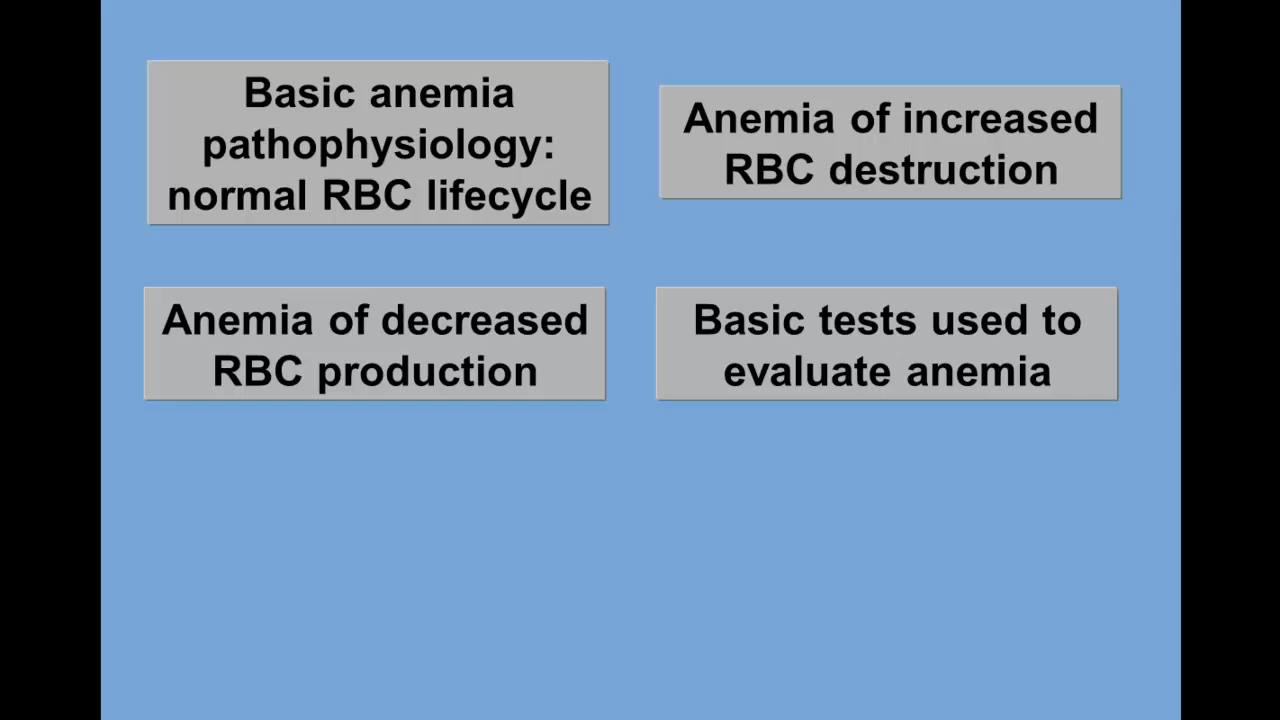 Basic anemia
pathophysiology:
normal RBC lifecycle
Anemia of increased
RBC destruction
Anemia of decreased
RBC production
Basic tests used to
evaluate anemia